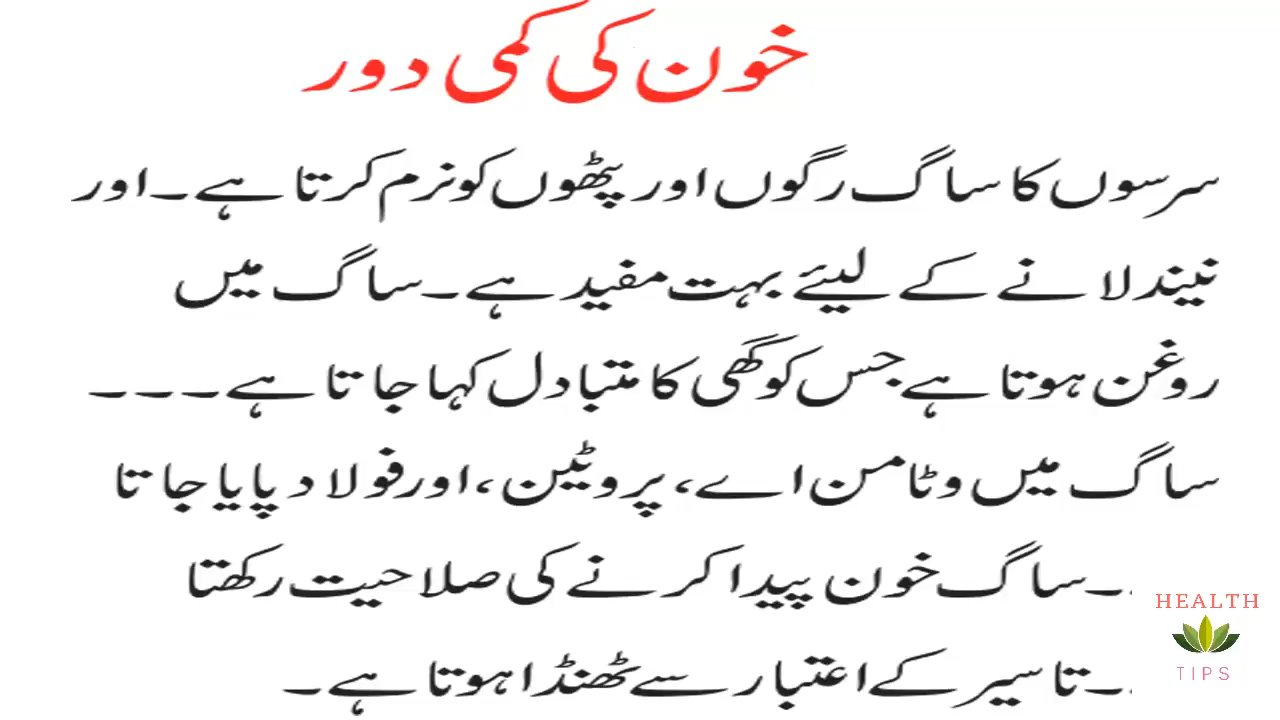 خون کی کمی دور
سرسوں کا ساگ رگوں اور پٹھوں کو نرم کرتا ہے۔ اور
نیند لانے کے لیئے بہت مفید ہے۔ ساگ میں
روغن ہوتا ہے جس کو گھی کا متبادل کہا جاتا ہے۔۔۔
ساگ میں وٹامن اے، پروٹین، اور فولاد پایا جاتا
۔ ساگ خون پیدا کرنے کی صلاحیت رکھتا
۔ تاسیر کے اعتبار سے ٹھنڈا ہوتا ہے۔
HEALTH
TIPS